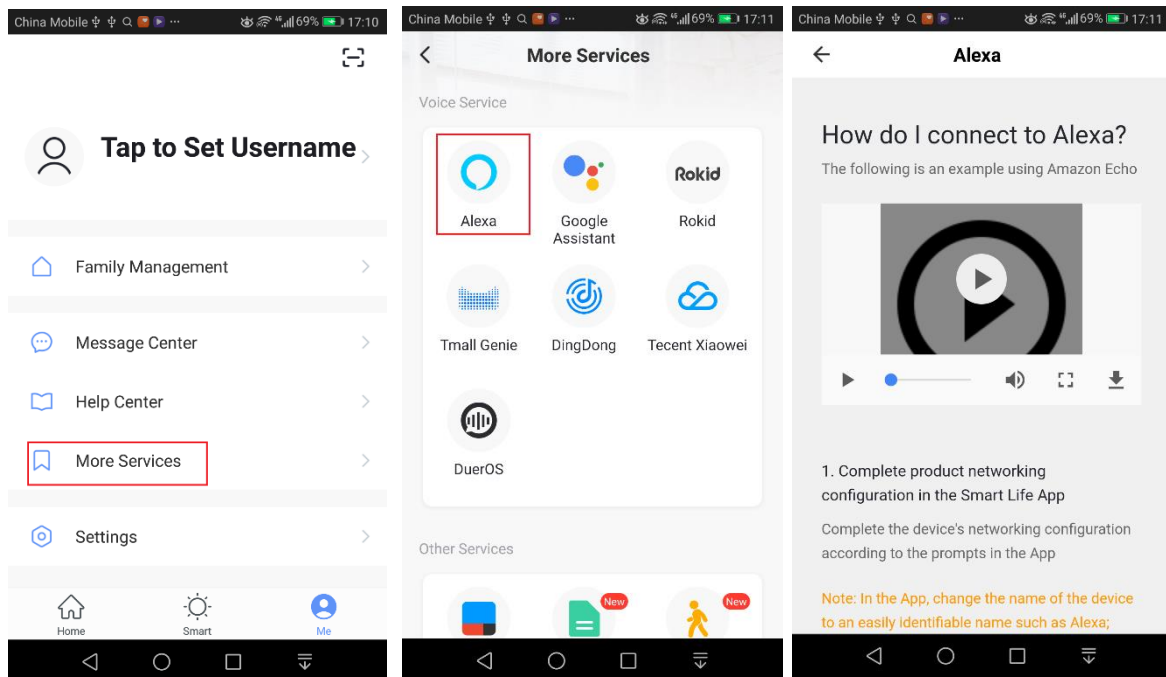 China Mobile 69% 17:10
Tap to Set Username
Family Management
Message Center
Help Center
More Services
Settings
Home Smart Me
China Mobile 69% 17:11
More Services
Voice Service
Rokid
Alexa Google Rokid
Assistant
Tmall Genie DingDong Tecent Xiaowei
DuerOS
Other Services
New New
China Mobile 69% 17:11
Alexa
How do I connect to Alexa?
The following is an example using Amazon Echo
1. Complete product networking
configuration in the Smart Life App
Complete the device's networking configuration
according to the prompts in the App
Note: In the App, change the name of the device
to an easily identifiable name such as Alexa;